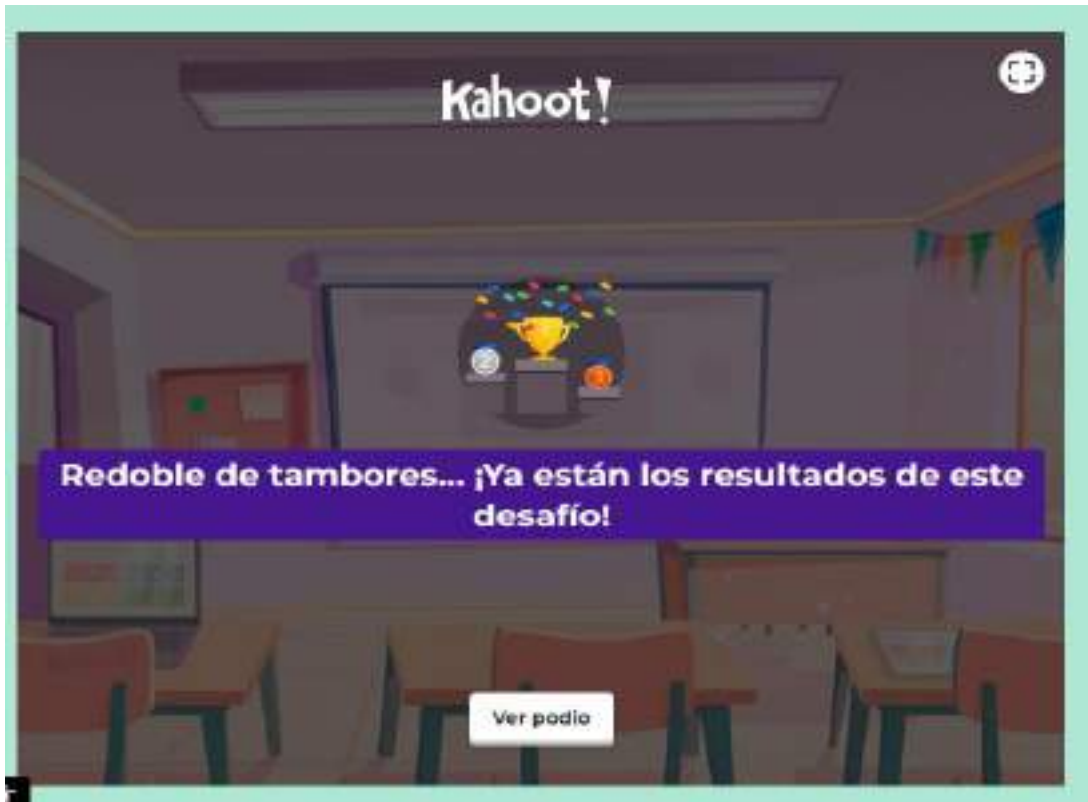 Kahoot!
Redoble de tambores... ¡Ya están los resultados de este
desafío!
Ver podio